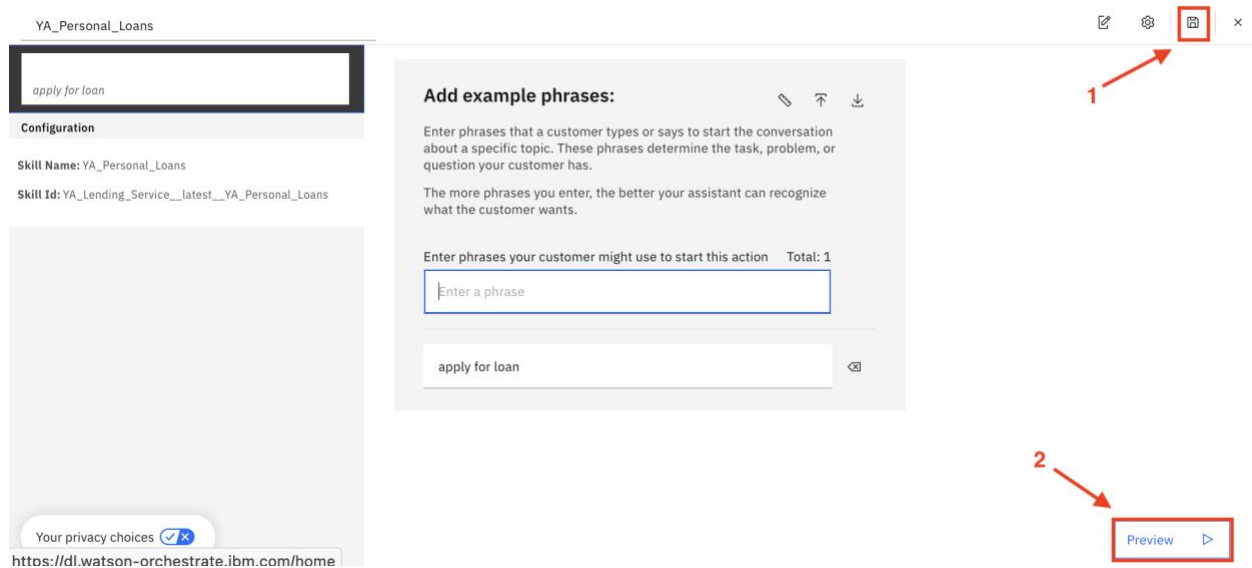 YA_Personal_Loans
1
apply for loan
Configuration
Skill Name: YA_Personal_Loans
Skill Id: YA_Lending_Service__latest__YA_Personal_Loans
Add example phrases:
Enter phrases that a customer types or says to start the conversation
about a specific topic. These phrases determine the task, problem, or
question your customer has.
The more phrases you enter, the better your assistant can recognize
what the customer wants.
Enter phrases your customer might use to start this action Total: 1
Enter a phrase
apply for loan
2
Preview
Your privacy choices
https://dl.watson-orchestrate.ibm.com/home